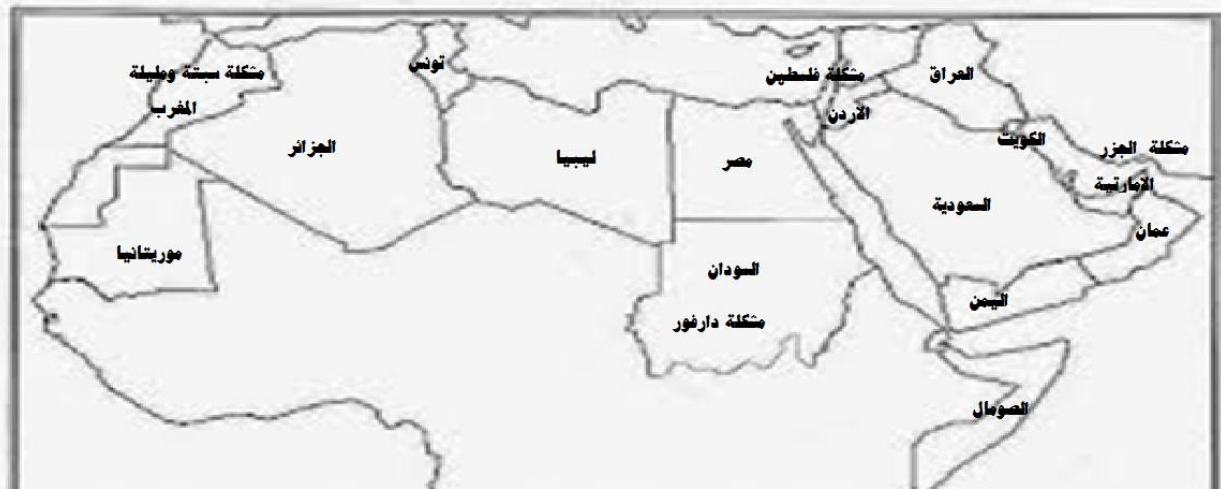 مشكلة سبتة ومليلة
المغرب
تونس
الجزائر
ليبيا
موريتانيا
مصر
السودان
مشكلة دارفور
مشكلة فلسطين
الاردن
العراق
الكويت
السعودية
مشكلة الجزر
الإماراتية
عمان
اليمن
الصومال